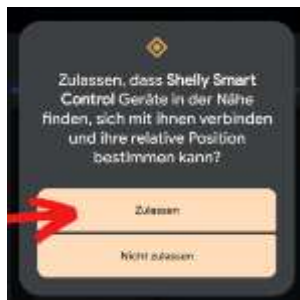 Zulassen, dass Shelly Smart
Control Geräte in der Nähe
finden, sich mit ihnen verbinden
und ihre relative Position
bestimmen kann?
Zulassen
Nicht zulassen